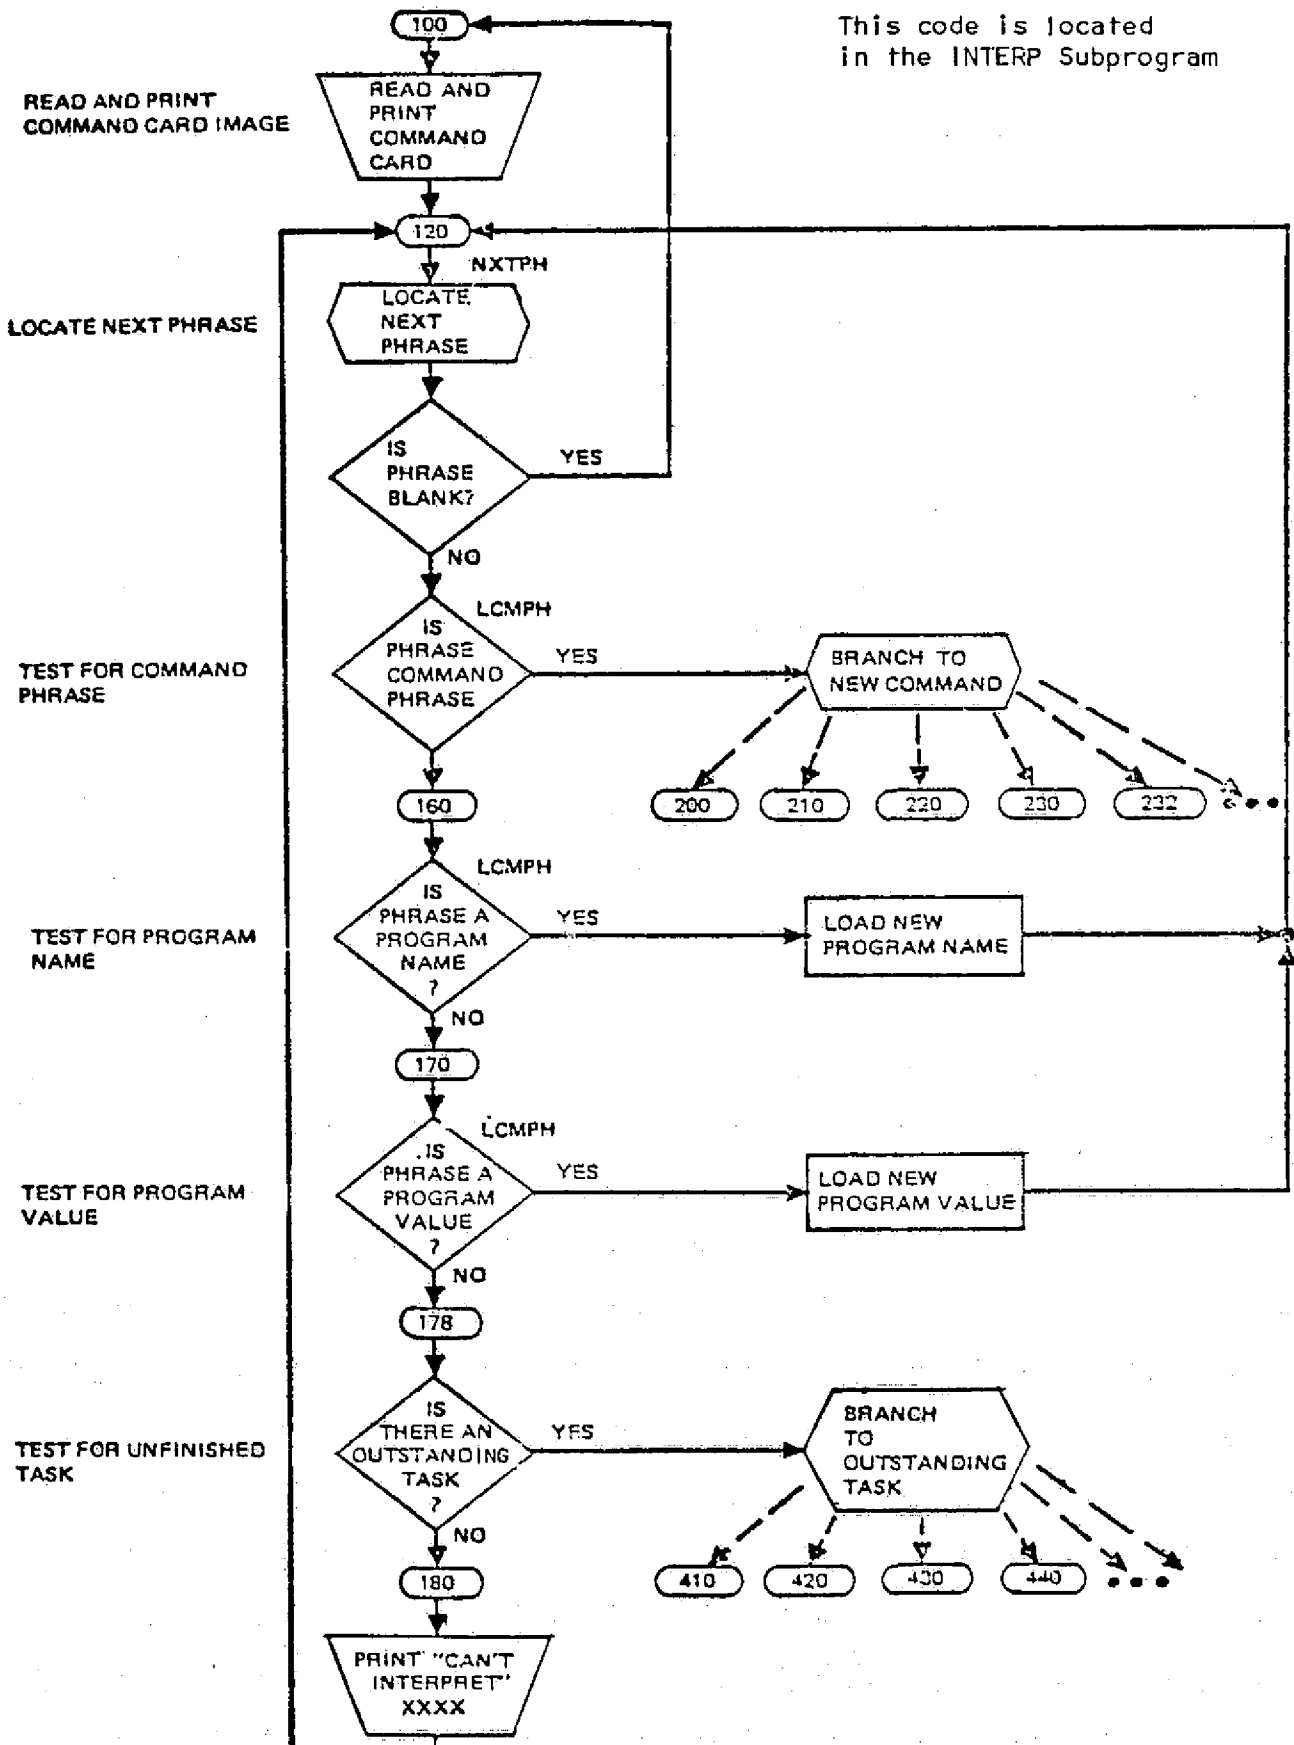 This code is located
in the INTERP Subprogram
100
READ AND PRINT
COMMAND CARD IMAGE
READ AND
PRINT
COMMAND
CARD
120
NXTPH
LOCATE NEXT PHRASE
LOCATE
NEXT
PHRASE
IS
PHRASE
BLANK?
YES
NO
LCMPH
TEST FOR COMMAND
PHRASE
IS
PHRASE
COMMAND
PHRASE
YES
BRANCH TO
NEW COMMAND
160
200
210
220
230
232
LCMPH
TEST FOR PROGRAM
NAME
IS
PHRASE A
PROGRAM
NAME
?
YES
LOAD NEW
PROGRAM NAME
NO
170
LCMPH
TEST FOR PROGRAM
VALUE
IS
PHRASE A
PROGRAM
VALUE
?
YES
LOAD NEW
PROGRAM VALUE
NO
178
TEST FOR UNFINISHED
TASK
IS
THERE AN
OUTSTANDING
TASK
?
YES
BRANCH
TO
OUTSTANDING
TASK
NO
180
410
420
430
440
PRINT "CAN'T
INTERPRET"
XXXX